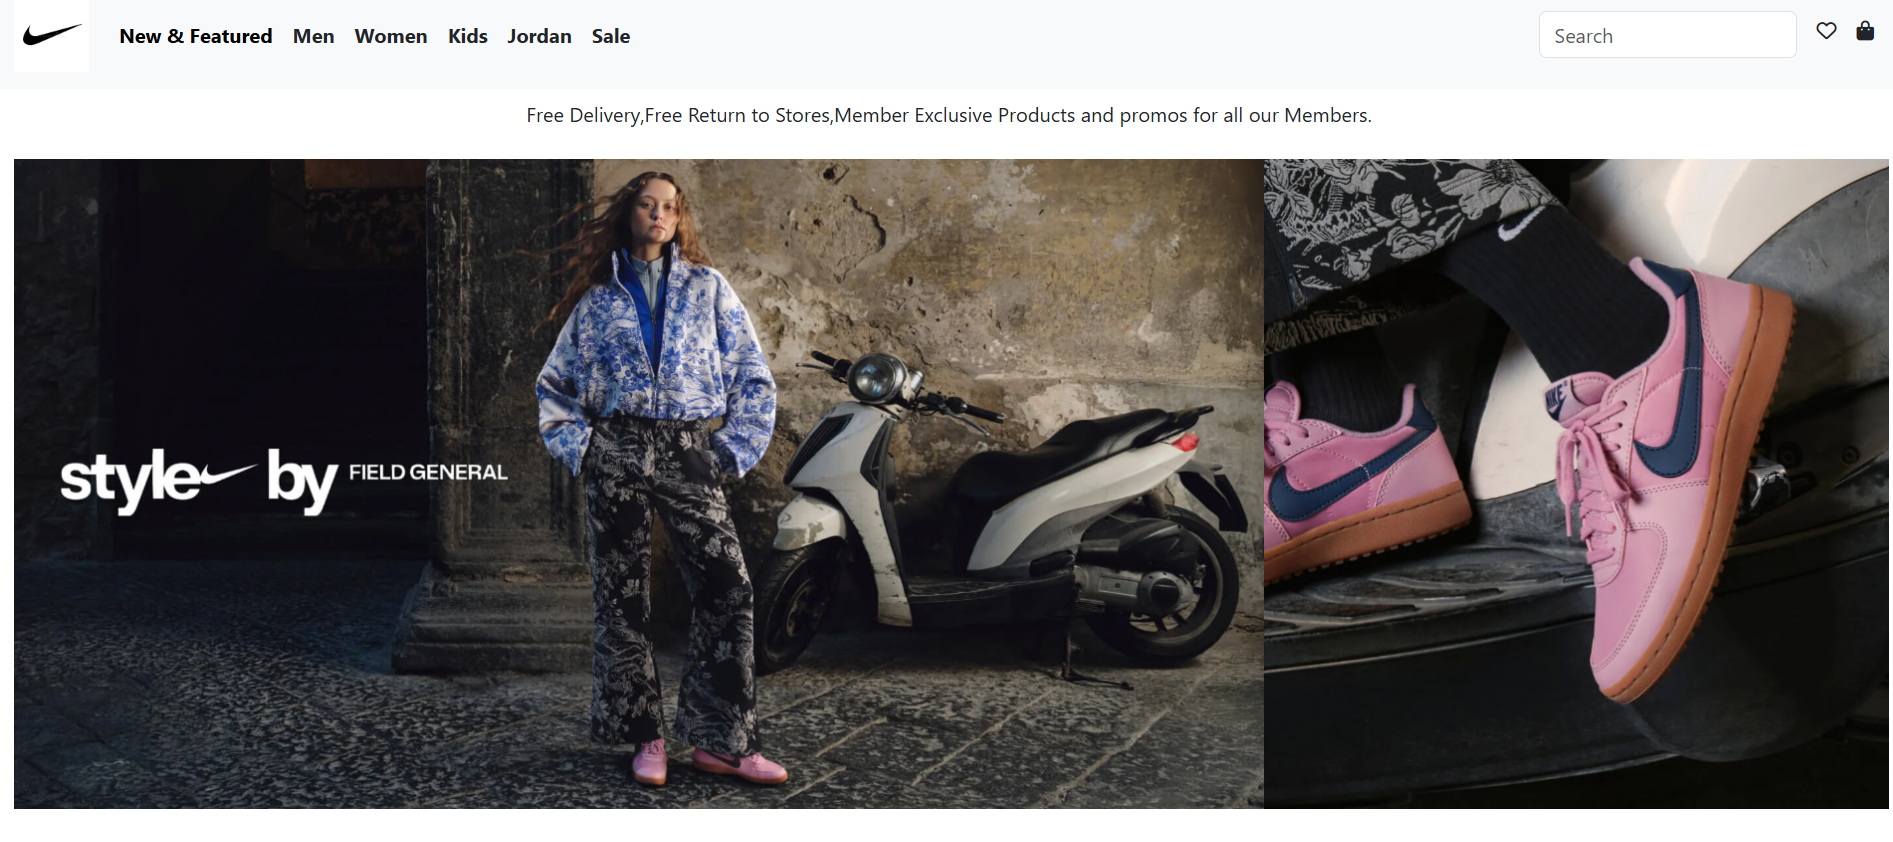 New & Featured Men Women Kids Jordan Sale Search
Free Delivery,Free Return to Stores,Member Exclusive Products and promos for all our Members.
style by FIELD GENERAL
NIKE